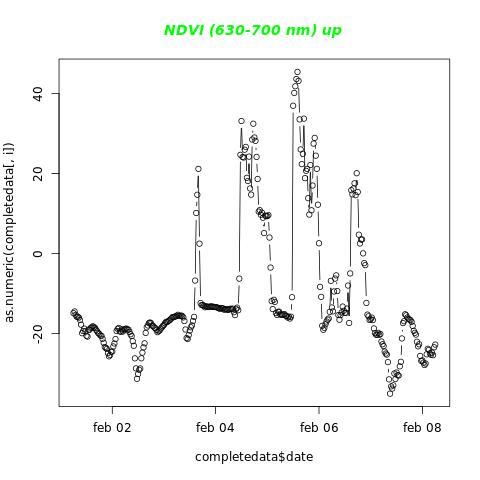 NDVI (630-700 nm) up
as.numeric(completedata[, i])
40
20
0
-20
feb 02 feb 04 feb 06 feb 08
completedata$date